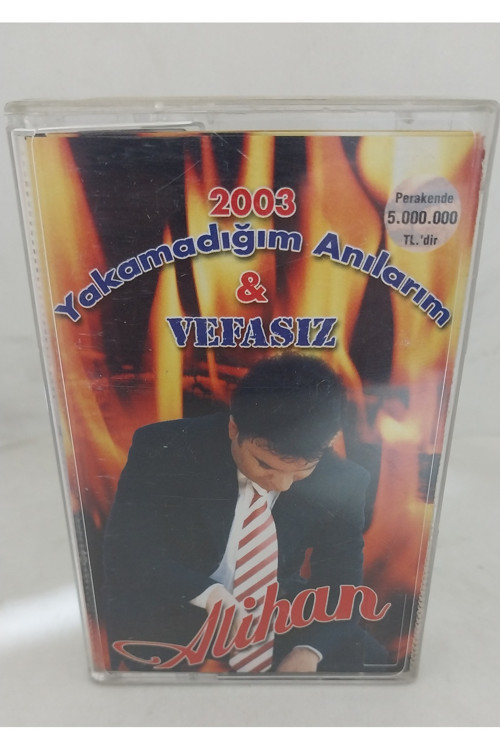 2003
Yakamadığım Anılarım
&
VEFASIZ
Perakende
5.000.000
TL.'dir
Alihan